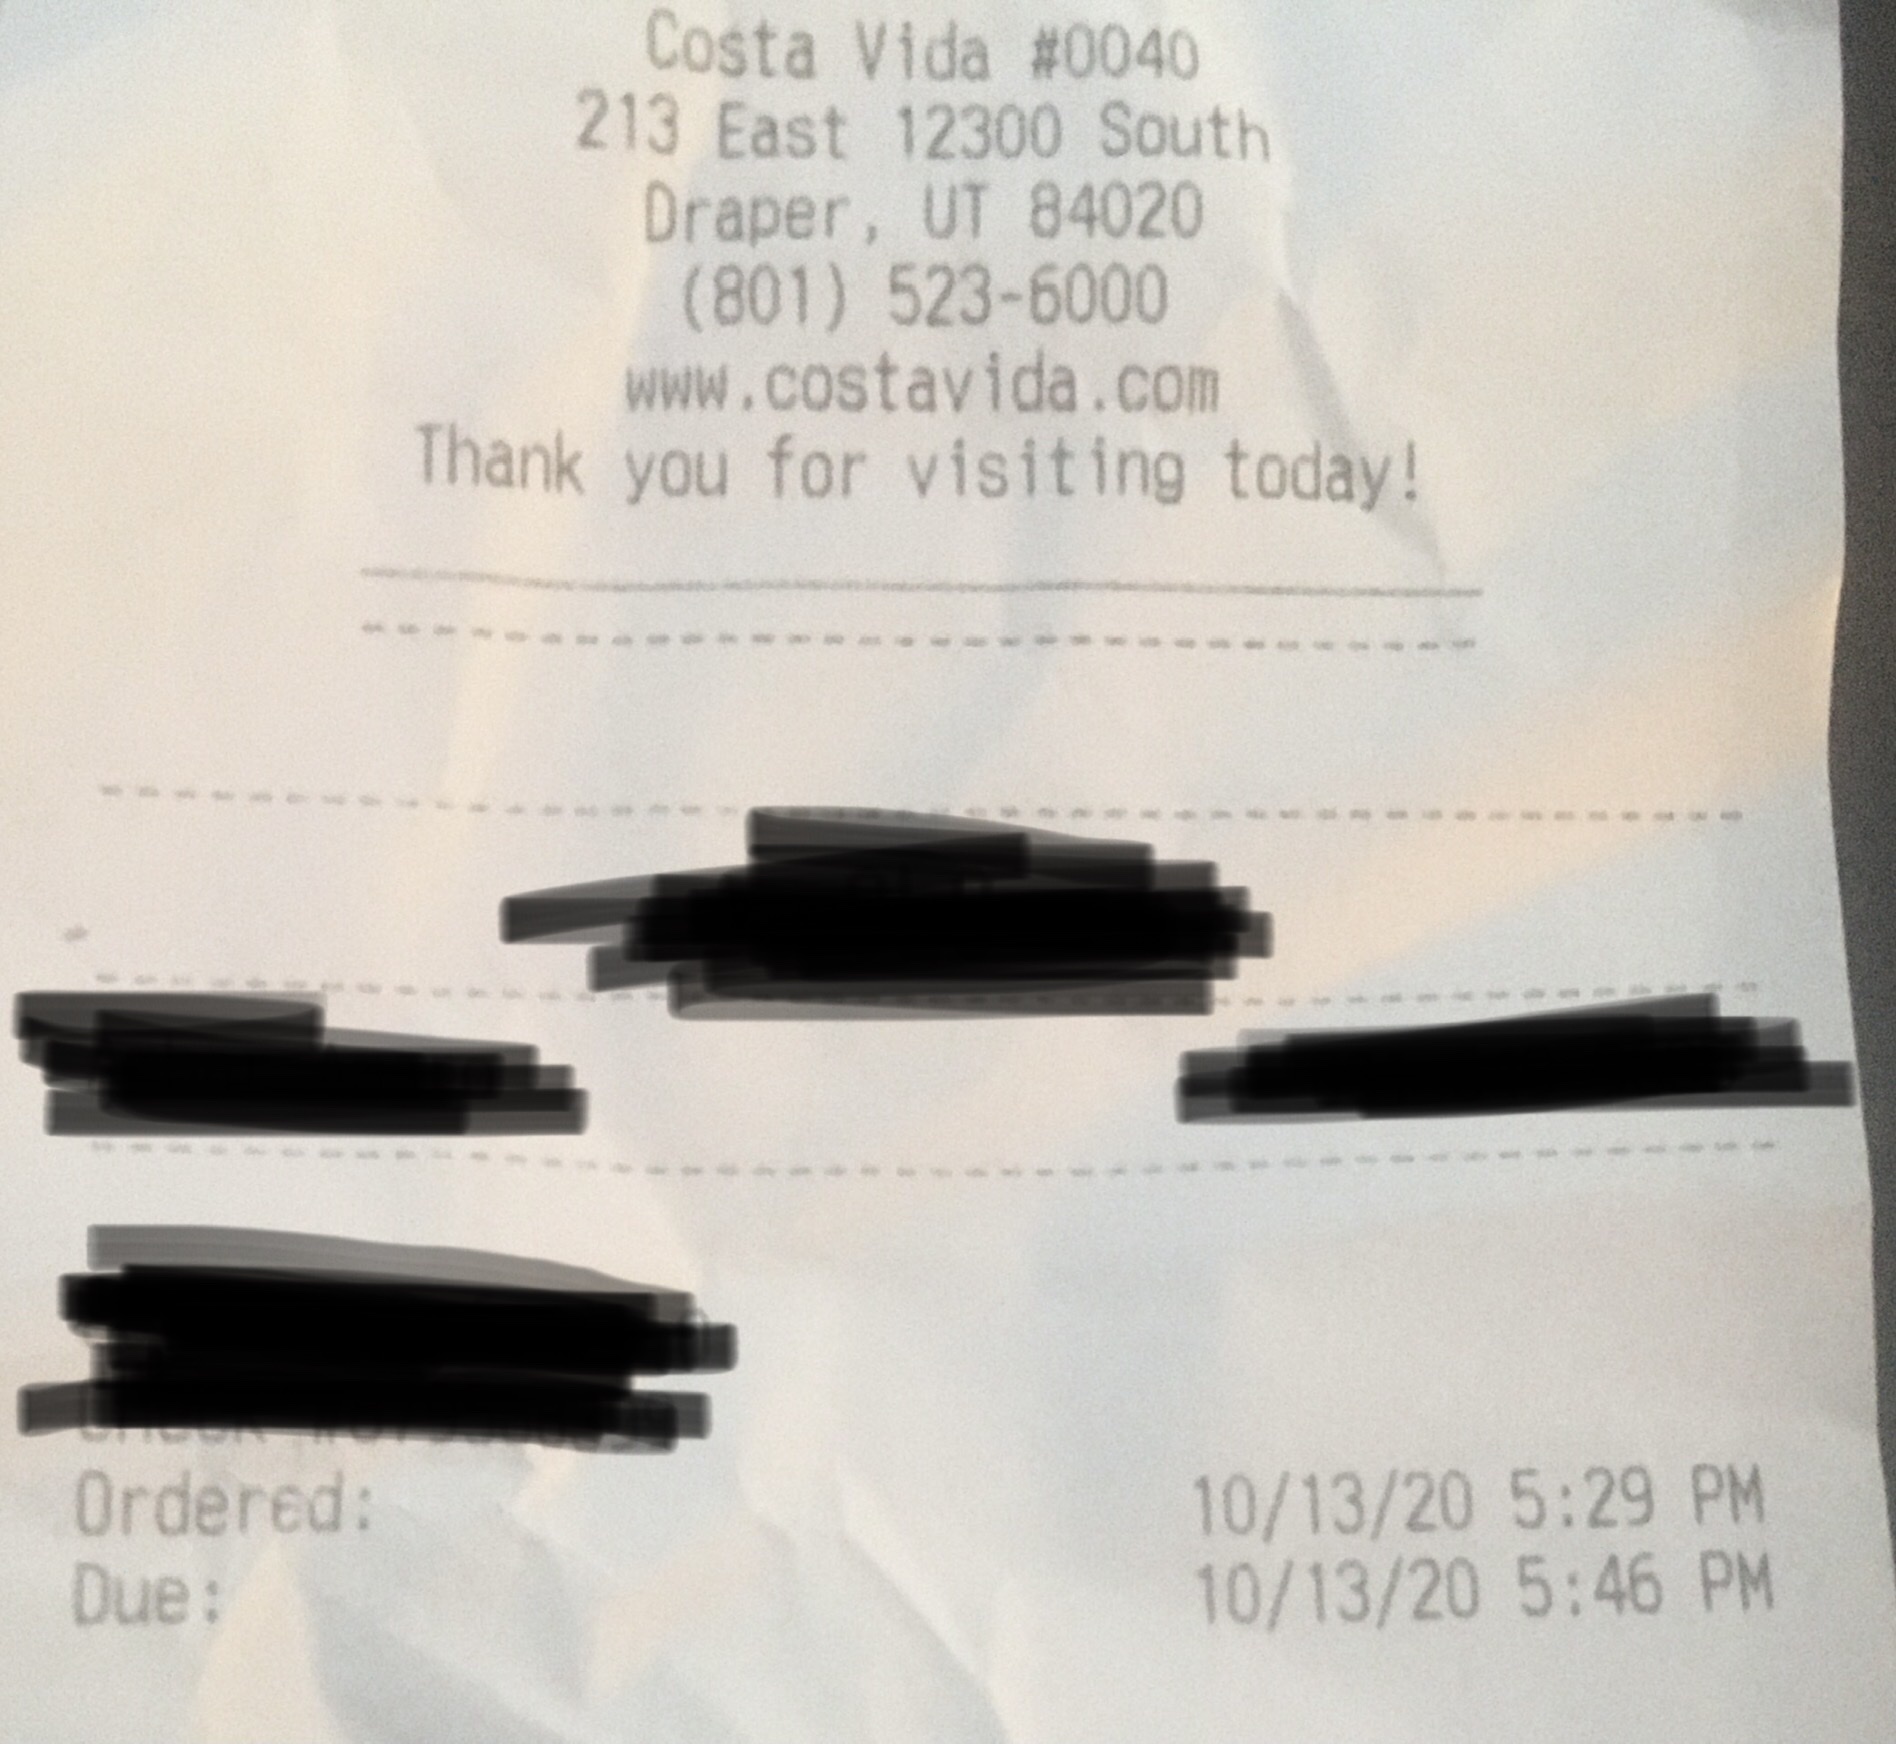 Costa Vida #0040
213 East 12300 South
Draper, UT 84020
(801) 523-6000
www.costavida.com
Thank you for visiting today!
Ordered: 10/13/20 5:29 PM
Due: 10/13/20 5:46 PM